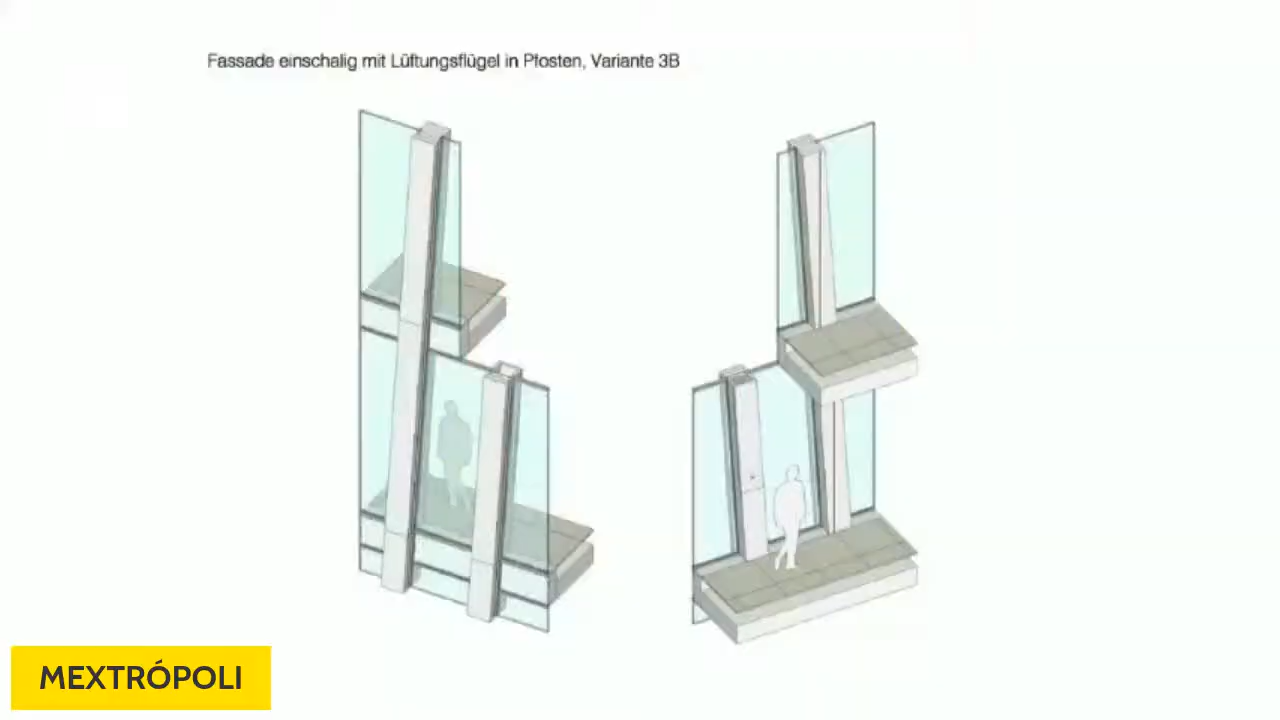 Fassade einschalig mit Lüftungsflügel in Pfosten, Variante 3B
MEXTRÓPOLI